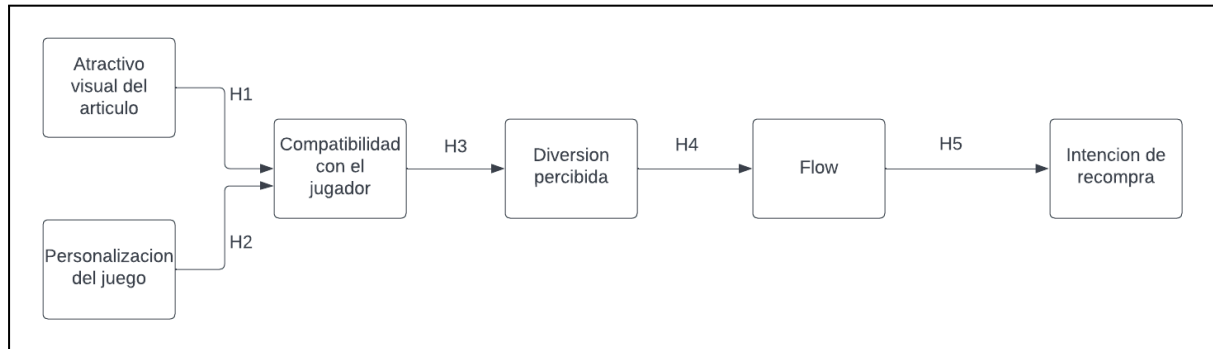 Atractivo
visual del
articulo
H1
Compatibilidad
con el
jugador
H3
Diversion
percibida
H4
Flow
H5
Intencion de
recompra
Personalizacion
del juego
H2